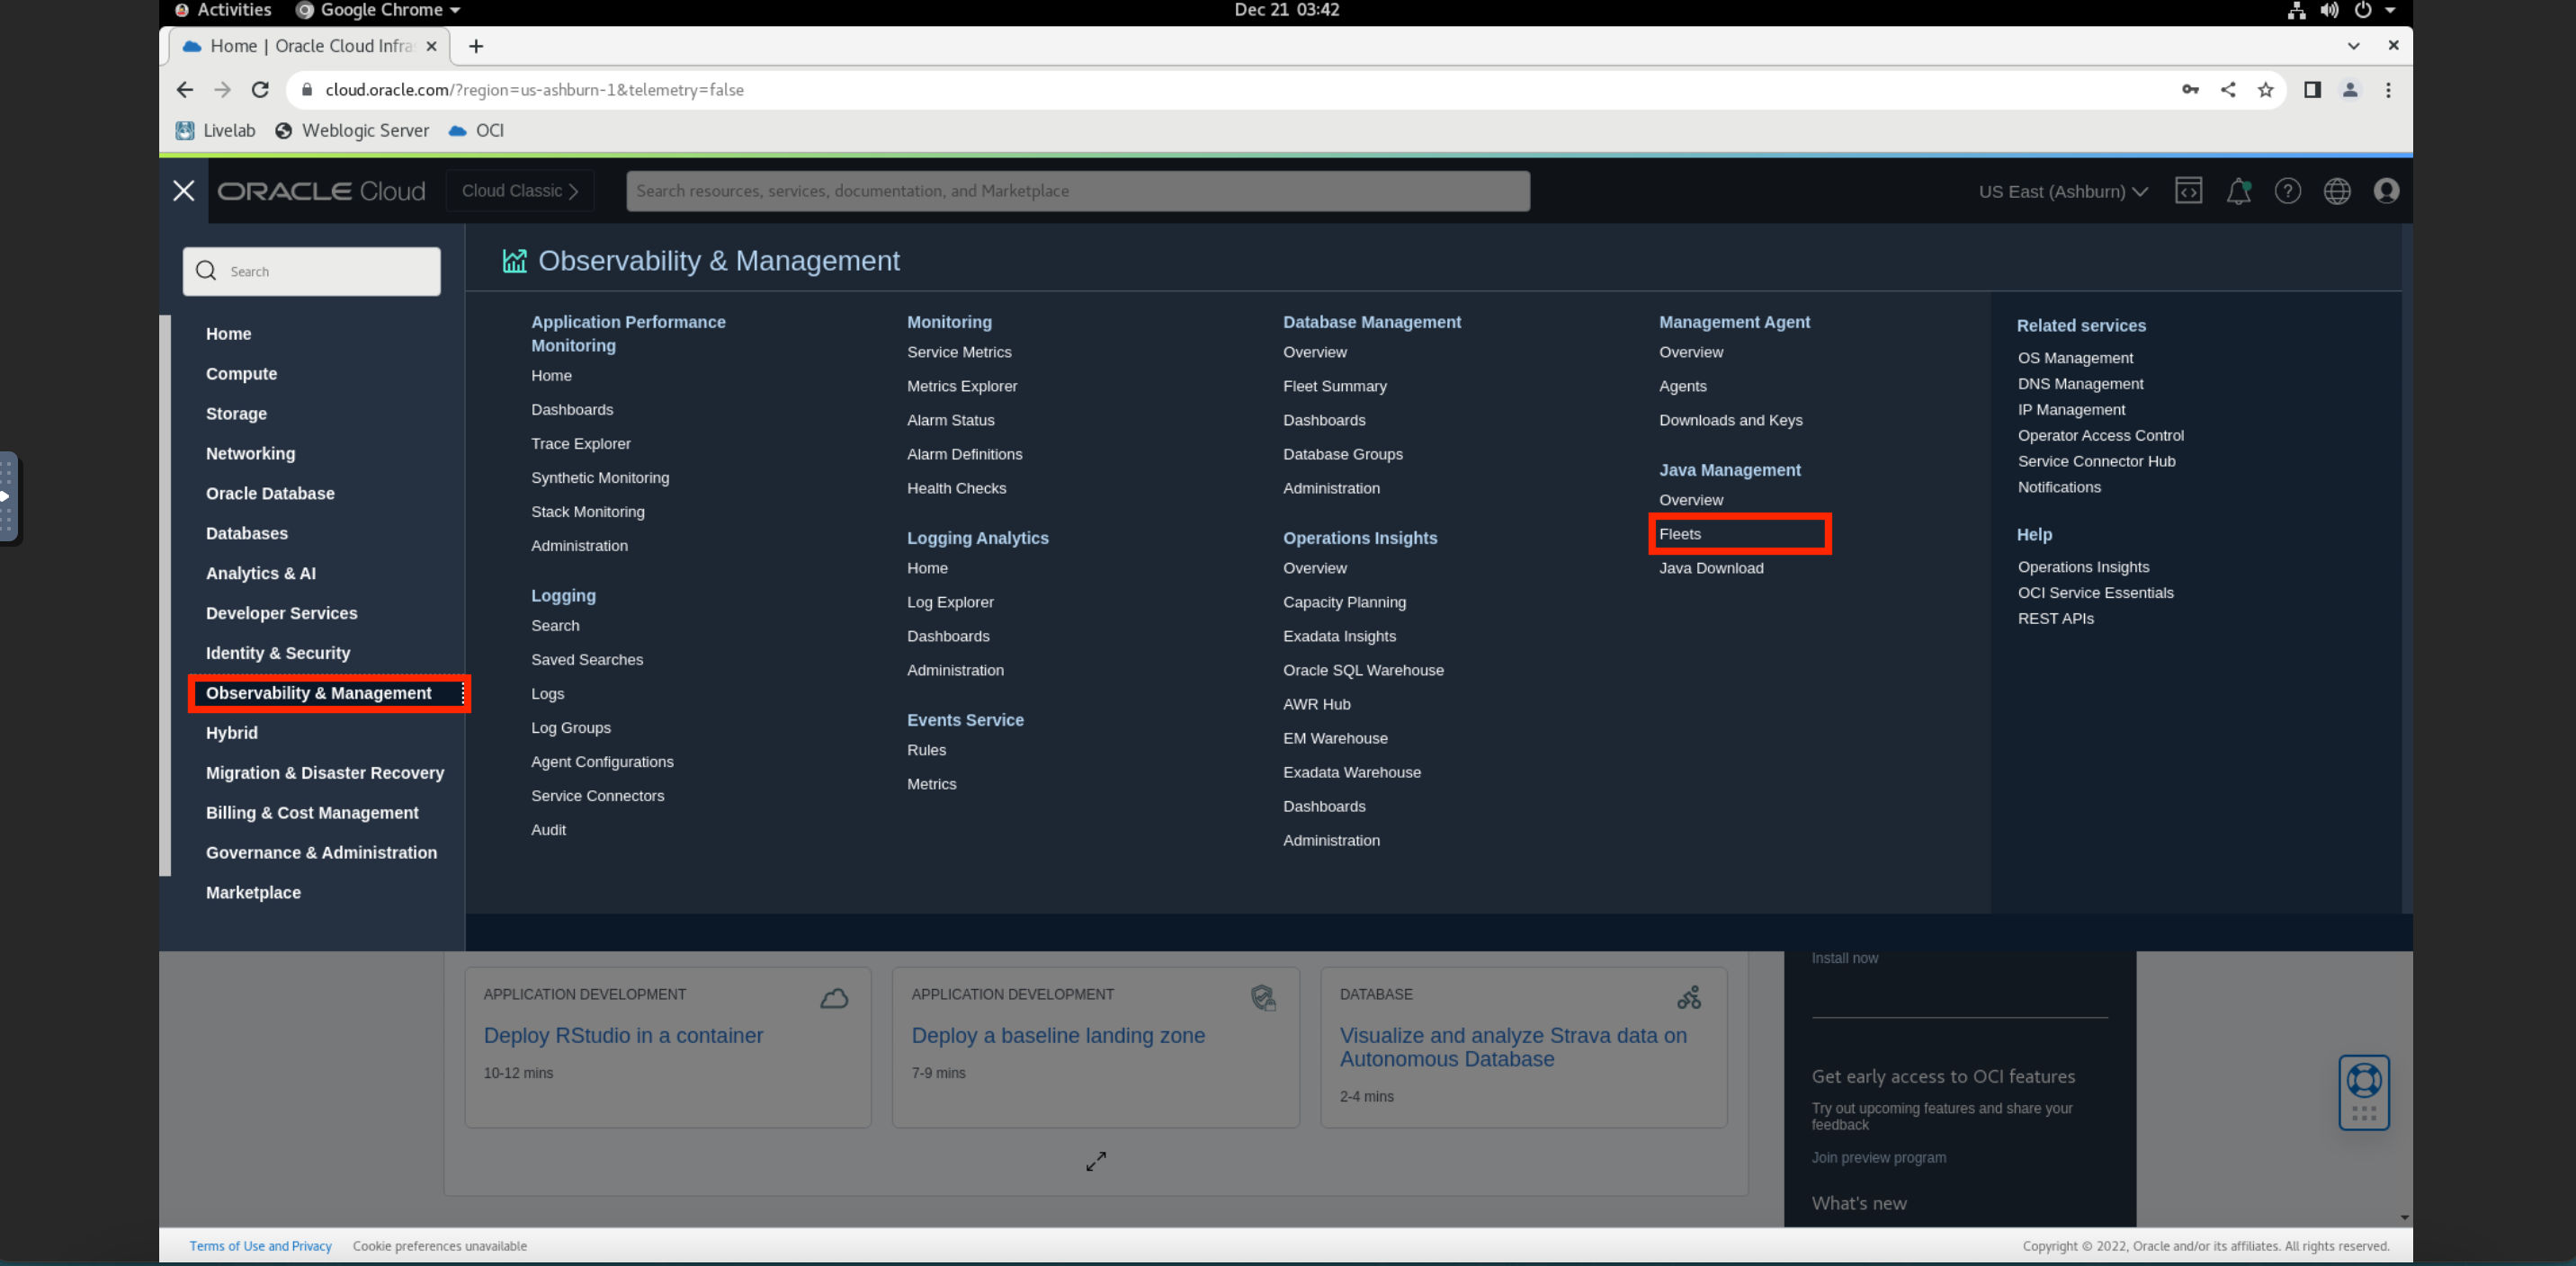 Activities Google Chrome Dec 21 03:42
Home | Oracle Cloud Infra
cloud.oracle.com/?region=us-ashburn-1&telemetry=false
Livelab Weblogic Server OCI
ORACLE Cloud Cloud Classic Search resources, services, documentation, and Marketplace US East (Ashburn)
Search
Home
Compute
Storage
Networking
Oracle Database
Databases
Analytics & AI
Developer Services
Identity & Security
Observability & Management
Hybrid
Migration & Disaster Recovery
Billing & Cost Management
Governance & Administration
Marketplace
Observability & Management
Application Performance
Monitoring
Home
Dashboards
Trace Explorer
Synthetic Monitoring
Stack Monitoring
Administration
Logging
Search
Saved Searches
Logs
Log Groups
Agent Configurations
Service Connectors
Audit
Monitoring
Service Metrics
Metrics Explorer
Alarm Status
Alarm Definitions
Health Checks
Logging Analytics
Home
Log Explorer
Dashboards
Administration
Events Service
Rules
Metrics
Database Management
Overview
Fleet Summary
Dashboards
Database Groups
Administration
Operations Insights
Overview
Capacity Planning
Exadata Insights
Oracle SQL Warehouse
AWR Hub
EM Warehouse
Exadata Warehouse
Dashboards
Administration
Management Agent
Overview
Agents
Downloads and Keys
Java Management
Overview
Fleets
Java Download
Related services
OS Management
DNS Management
IP Management
Operator Access Control
Service Connector Hub
Notifications
Help
Operations Insights
OCI Service Essentials
REST APIs
APPLICATION DEVELOPMENT
Deploy RStudio in a container
10-12 mins
APPLICATION DEVELOPMENT
Deploy a baseline landing zone
7-9 mins
DATABASE
Visualize and analyze Strava data on
Autonomous Database
2-4 mins
Install now
Get early access to OCI features
Try out upcoming features and share your
feedback
Join preview program
What's new
Terms of Use and Privacy Cookie preferences unavailable Copyright © 2022, Oracle and/or its affiliates. All rights reserved.